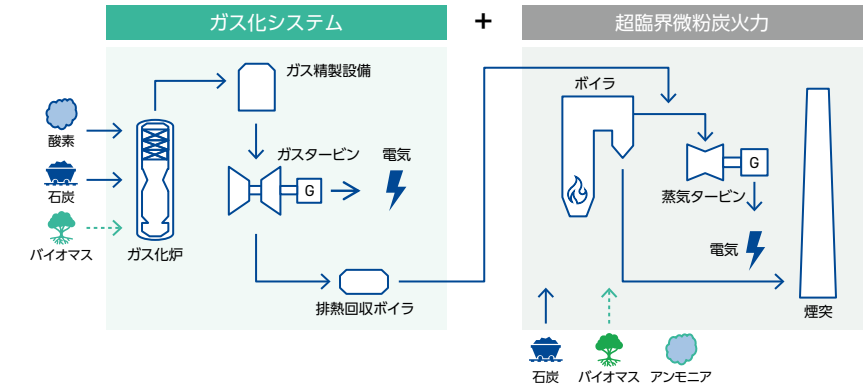 ガス化システム
+
超臨界微粉炭火力
ガス精製設備
ボイラ
酸素
ガスタービン
電気
G
G
石炭
蒸気タービン
バイオマス
ガス化炉
電気
排熱回収ボイラ
煙突
石炭
バイオマス
アンモニア